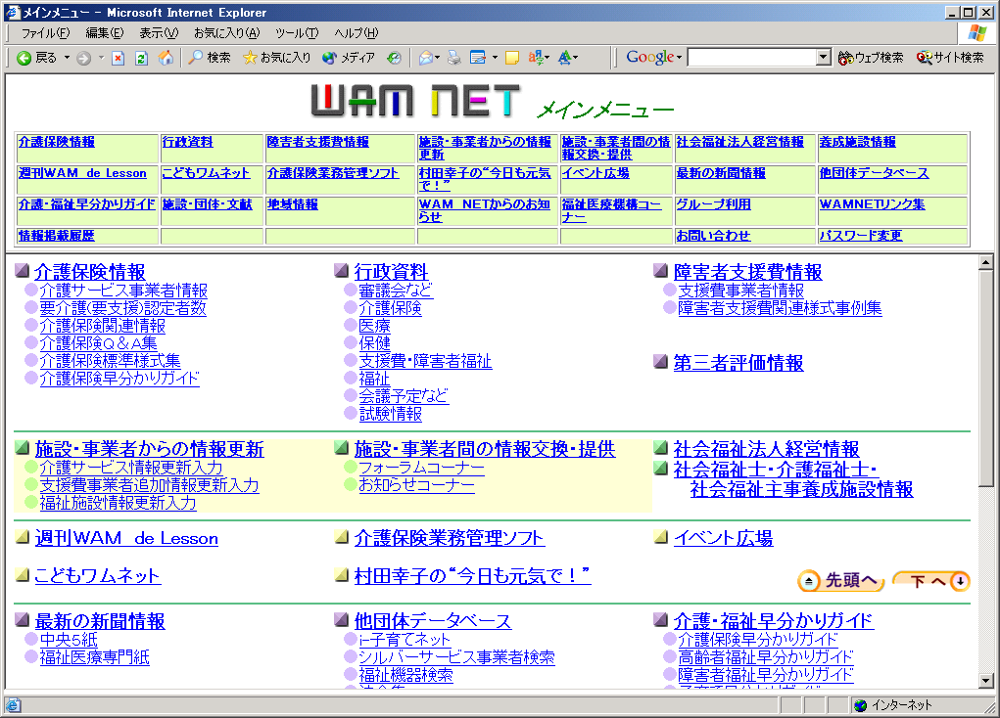 メインメニュー - Microsoft Internet Explorer
ファイル(F) 編集(E) 表示(V) お気に入り(A) ツール(T) ヘルプ(H)
戻る 検索 お気に入り メディア Google ウェブ検索 サイト検索
WAM NET メインメニュー
介護保険情報 行政資料 障害者支援費情報 施設・事業者からの情報更新 施設・事業者間の情報交換・提供 社会福祉法人経営情報 養成施設情報
週刊WAM de Lesson こどもワムネット 介護保険業務管理ソフト 村田幸子の“今日も元気で！” イベント広場 最新の新聞情報 他団体データベース
介護・福祉早分かりガイド 施設・団体・文献 地域情報 WAM NETからのお知らせ 福祉医療機構コーナー グループ利用 WAMNETリンク集
情報掲載履歴 お問い合わせ パスワード変更
介護保険情報
介護サービス事業者情報
要介護(要支援)認定者数
介護保険関連情報
介護保険Q＆A集
介護保険標準様式集
介護保険早分かりガイド
行政資料
審議会など
介護保険
医療
保健
支援費・障害者福祉
福祉
会議予定など
試験情報
障害者支援費情報
支援費事業者情報
障害者支援費関連様式事例集
第三者評価情報
施設・事業者からの情報更新
介護サービス情報更新入力
支援費事業者追加情報更新入力
福祉施設情報更新入力
施設・事業者間の情報交換・提供
フォーラムコーナー
お知らせコーナー
社会福祉法人経営情報
社会福祉士・介護福祉士・
社会福祉主事養成施設情報
週刊WAM de Lesson
介護保険業務管理ソフト
イベント広場
こどもワムネット
村田幸子の“今日も元気で！”
先頭へ 下へ
最新の新聞情報
中央5紙
福祉医療専門紙
他団体データベース
i-子育てネット
シルバーサービス事業者検索
福祉機器検索
介護・福祉早分かりガイド
介護保険早分かりガイド
高齢者福祉早分かりガイド
障害者福祉早分かりガイド
インターネット